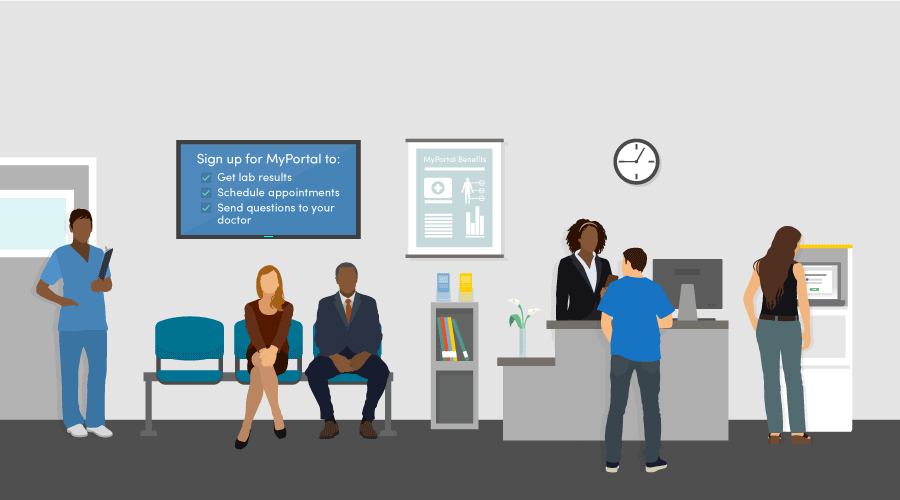 Sign up for MyPortal to:
Get lab results
Schedule appointments
Send questions to your
doctor
MyPortal Benefits